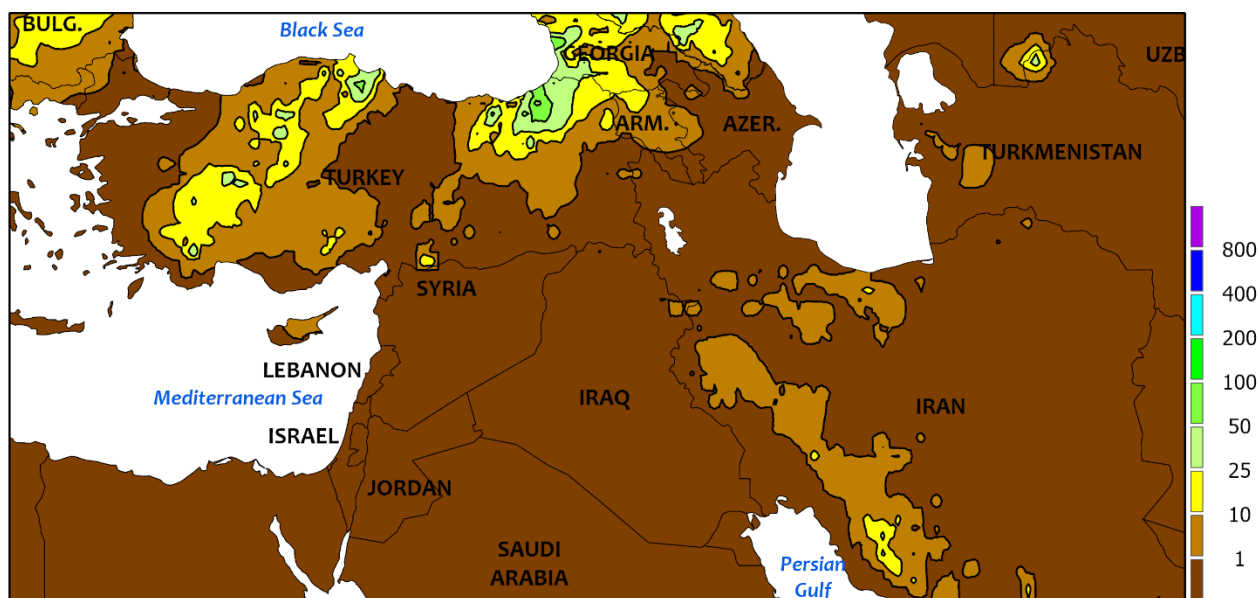 BULG.
Black Sea
GEORGIA
UZB
ARM.
AZER.
TURKMENISTAN
TURKEY
SYRIA
LEBANON
Mediterranean Sea
IRAQ
IRAN
ISRAEL
JORDAN
SAUDI
ARABIA
Persian
Gulf
800
400
200
100
50
25
10
1